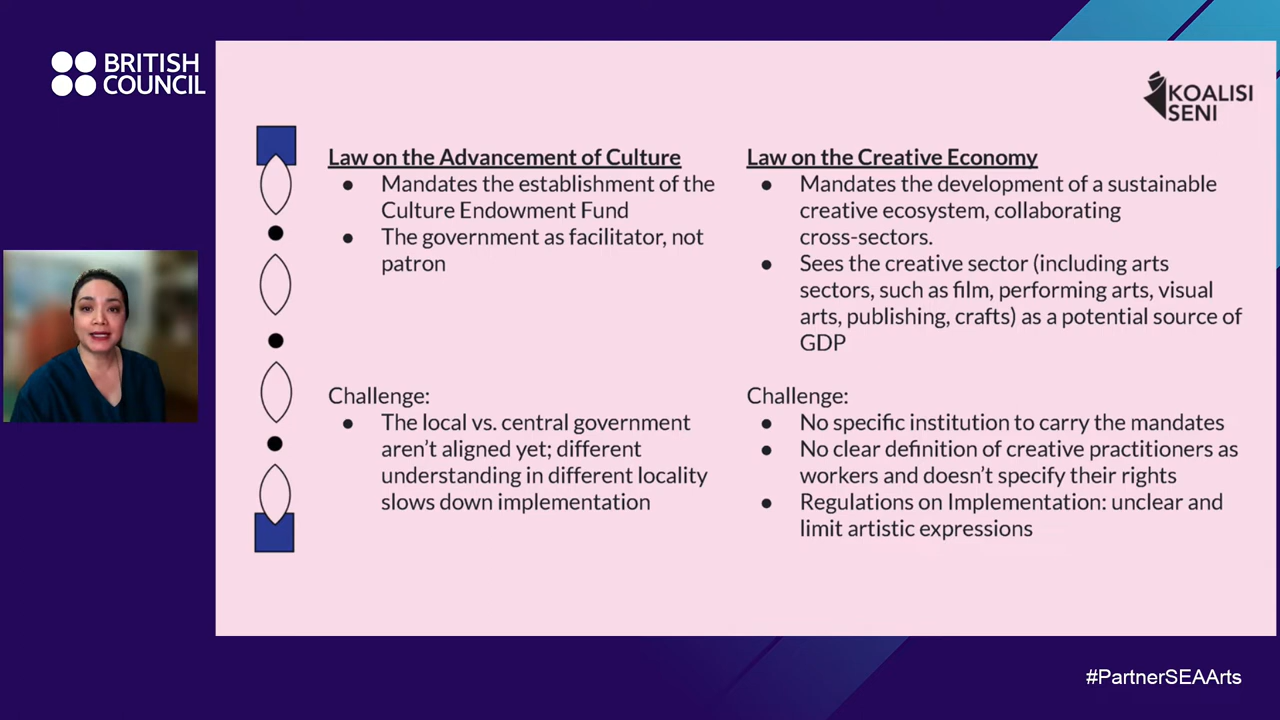 BRITISH
COUNCIL
KOALISI
SENI
Law on the Advancement of Culture
● Mandates the establishment of the
Culture Endowment Fund
● The government as facilitator, not
patron
Challenge:
● The local vs. central government
aren't aligned yet; different
understanding in different locality
slows down implementation
Law on the Creative Economy
● Mandates the development of a sustainable
creative ecosystem, collaborating
cross-sectors.
● Sees the creative sector (including arts
sectors, such as film, performing arts, visual
arts, publishing, crafts) as a potential source of
GDP
Challenge:
● No specific institution to carry the mandates
● No clear definition of creative practitioners as
workers and doesn't specify their rights
● Regulations on Implementation: unclear and
limit artistic expressions
#PartnerSEAArts